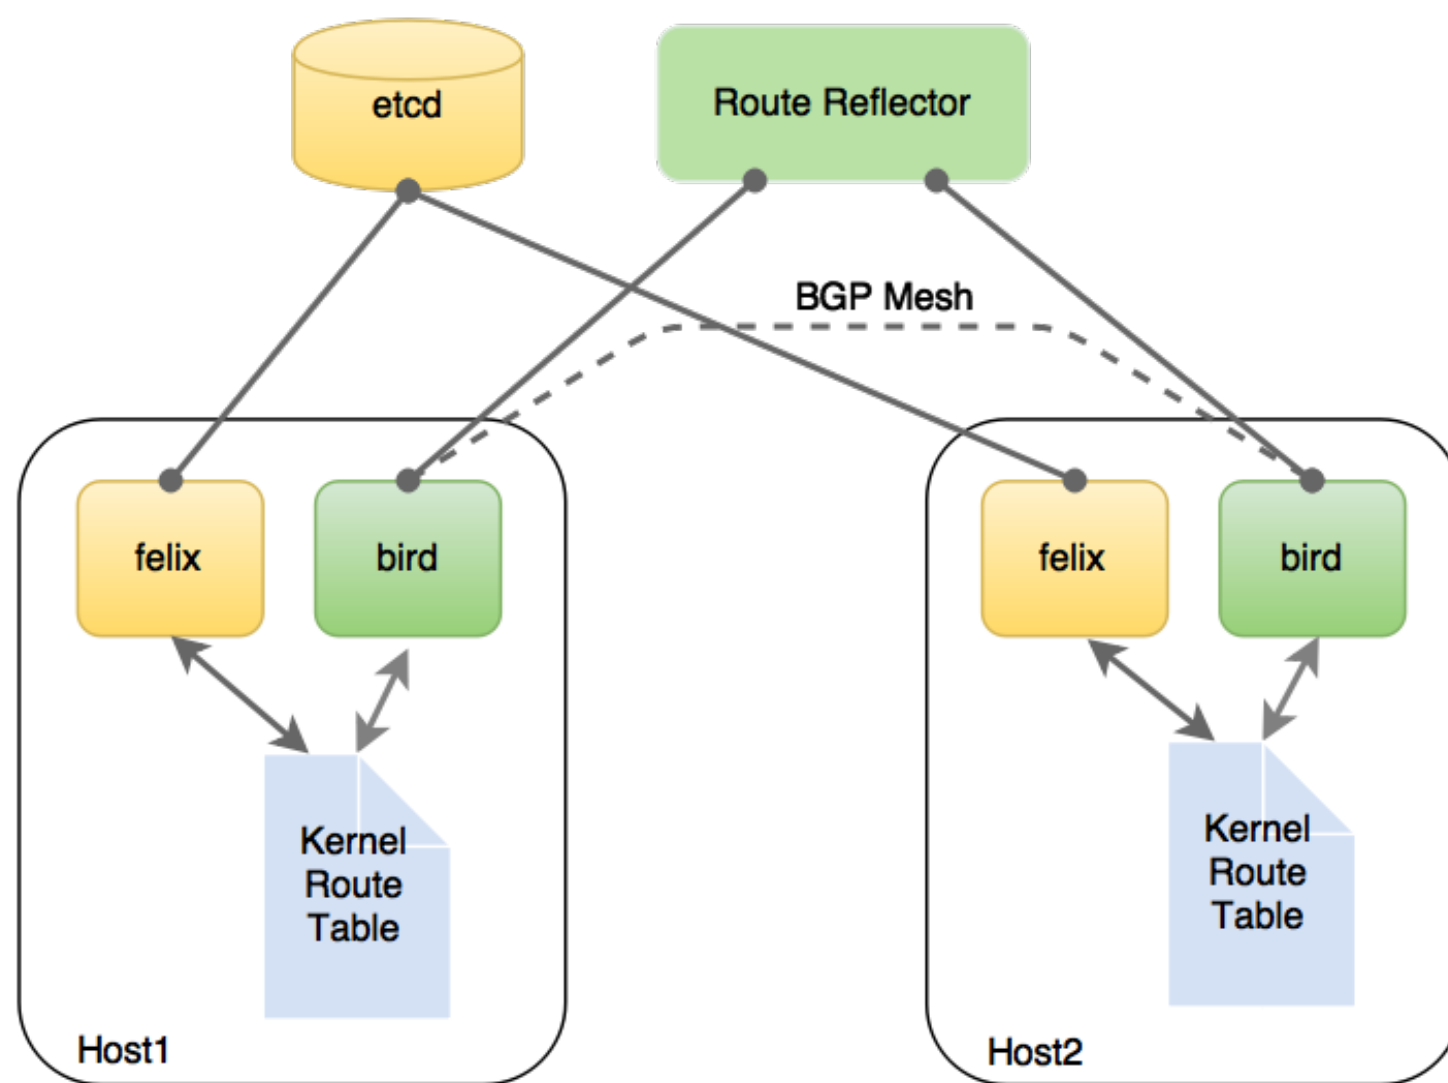 etcd
Route Reflector
BGP Mesh
felix
bird
felix
bird
Kernel
Route
Table
Kernel
Route
Table
Host1
Host2